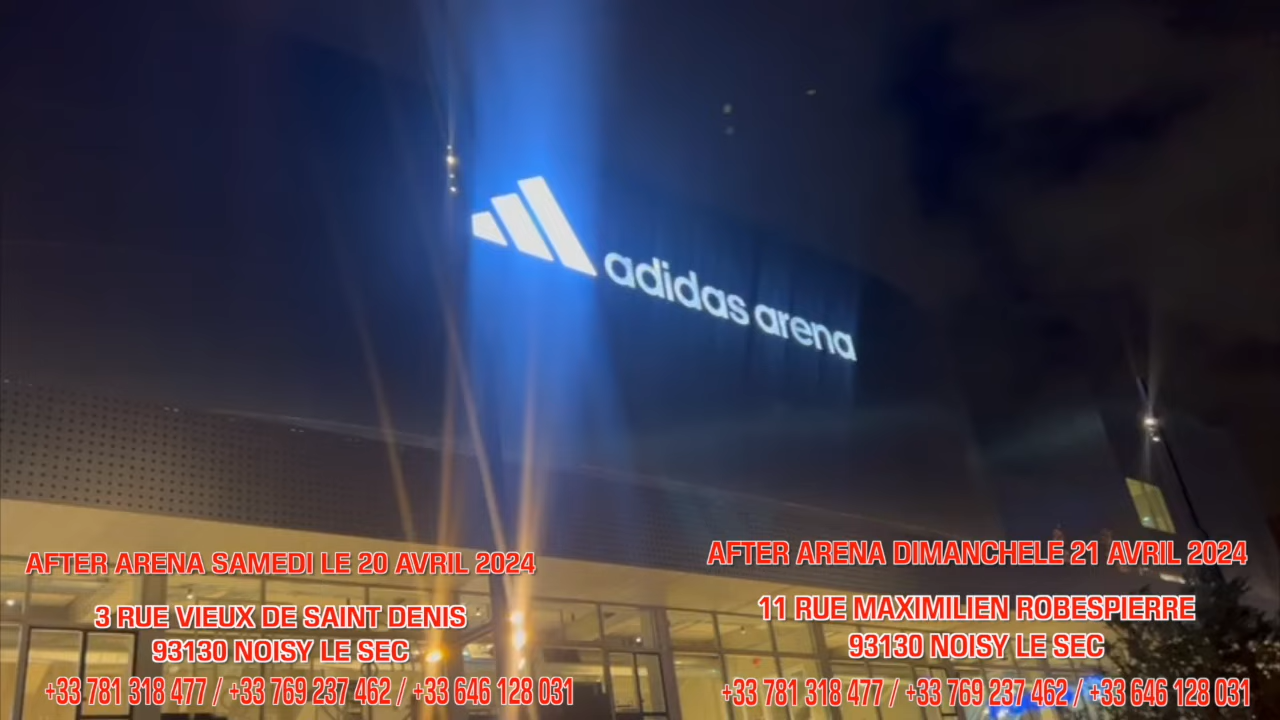 adidas arena
AFTER ARENA SAMEDI LE 20 AVRIL 2024
3 RUE VIEUX DE SAINT DENIS
93130 NOISY LE SEC
+33 781 318 477 / +33 769 237 462 / +33 646 128 031
AFTER ARENA DIMANCHELE 21 AVRIL 2024
11 RUE MAXIMILIEN ROBESPIERRE
93130 NOISY LE SEC
+33 781 318 477 / +33 769 237 462 / +33 646 128 031